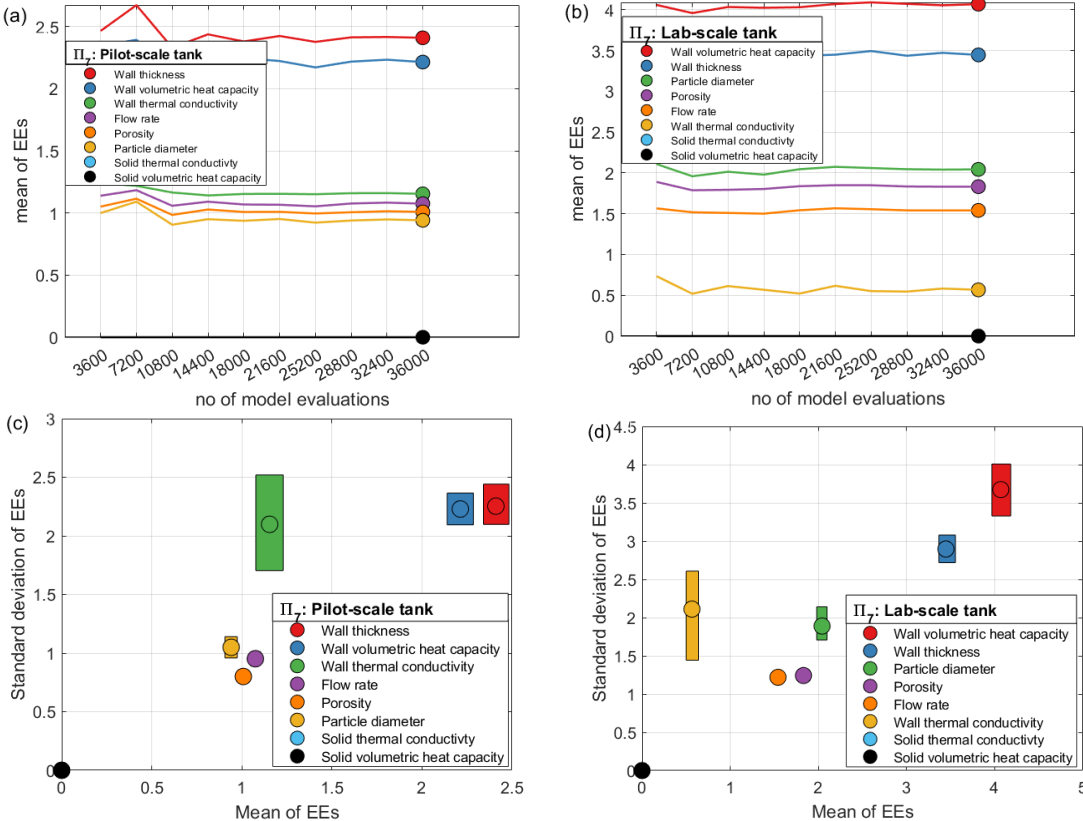 (a)
Π7: Pilot-scale tank
Wall thickness
Wall volumetric heat capacity
Wall thermal conductivity
Flow rate
Porosity
Particle diameter
Solid thermal conductivity
Solid volumetric heat capacity
mean of EEs
2.5
2
1.5
1
0.5
0
3600
7200
10800
14400
18000
21600
25200
28800
32400
36000
no of model evaluations
(b)
Π7: Lab-scale tank
Wall volumetric heat capacity
Wall thickness
Particle diameter
Porosity
Flow rate
Wall thermal conductivity
Solid thermal conductivity
Solid volumetric heat capacity
mean of EEs
4
3.5
3
2.5
2
1.5
1
0.5
0
3600
7200
10800
14400
18000
21600
25200
28800
32400
36000
no of model evaluations
(c)
Standard deviation of EEs
3
2.5
2
1.5
1
0.5
0
Π7: Pilot-scale tank
Wall thickness
Wall volumetric heat capacity
Wall thermal conductivity
Flow rate
Porosity
Particle diameter
Solid thermal conductivty
Solid volumetric heat capacity
0
0.5
1
1.5
2
2.5
Mean of EEs
(d)
Standard deviation of EEs
4.5
4
3.5
3
2.5
2
1.5
1
0.5
0
Π7: Lab-scale tank
Wall volumetric heat capacity
Wall thickness
Particle diameter
Porosity
Flow rate
Wall thermal conductivity
Solid thermal conductivty
Solid volumetric heat capacity
0
1
2
3
4
5
Mean of EEs